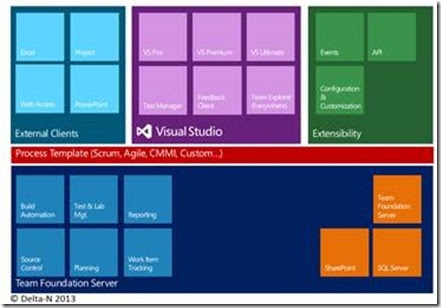 Excel
Project
VS Pro
VS Premium
VS Ultimate
Events
API
Web Access
PowerPoint
Test Manager
Feedback
Client
Team Explorer
(Everywhere)
Configuration
&
Customization
External Clients
Visual Studio
Extensibility
Process Template (Scrum, Agile, CMMI, Custom...)
Build
Automation
Test & Lab
Mgt
Reporting
Team
Foundation
Server
Source
Control
Planning
Work Item
Tracking
SharePoint
SQL Server
Team Foundation Server
© Delta-N 2013